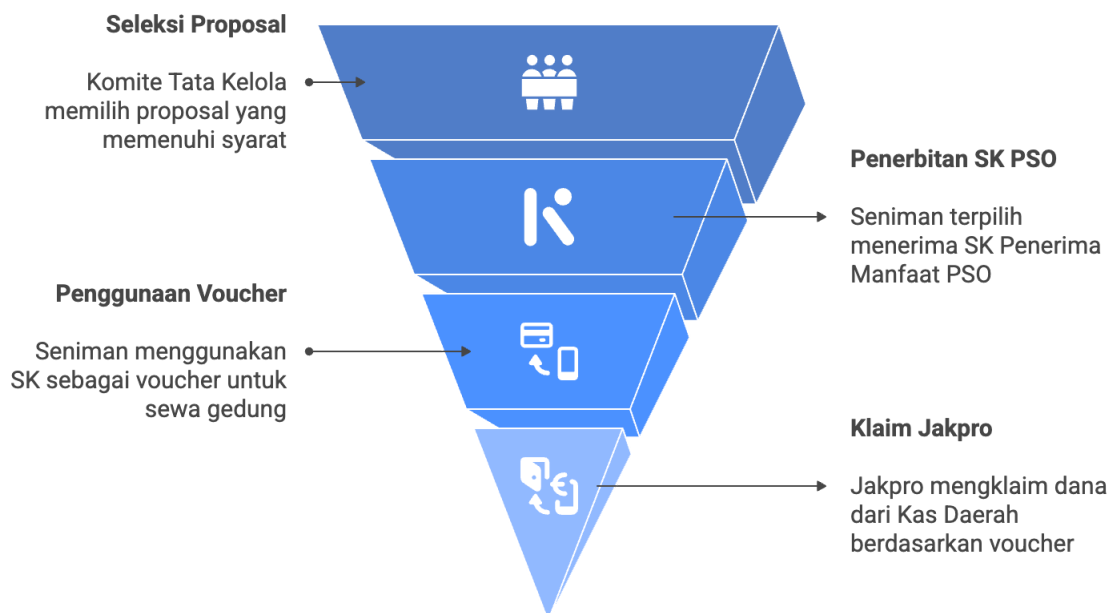 Seleksi Proposal
Komite Tata Kelola
memilih proposal yang
memenuhi syarat
Penerbitan SK PSO
Seniman terpilih
menerima SK Penerima
Manfaat PSO
Penggunaan Voucher
Seniman menggunakan
SK sebagai voucher untuk
sewa gedung
Klaim Jakpro
Jakpro mengklaim dana
dari Kas Daerah
berdasarkan voucher